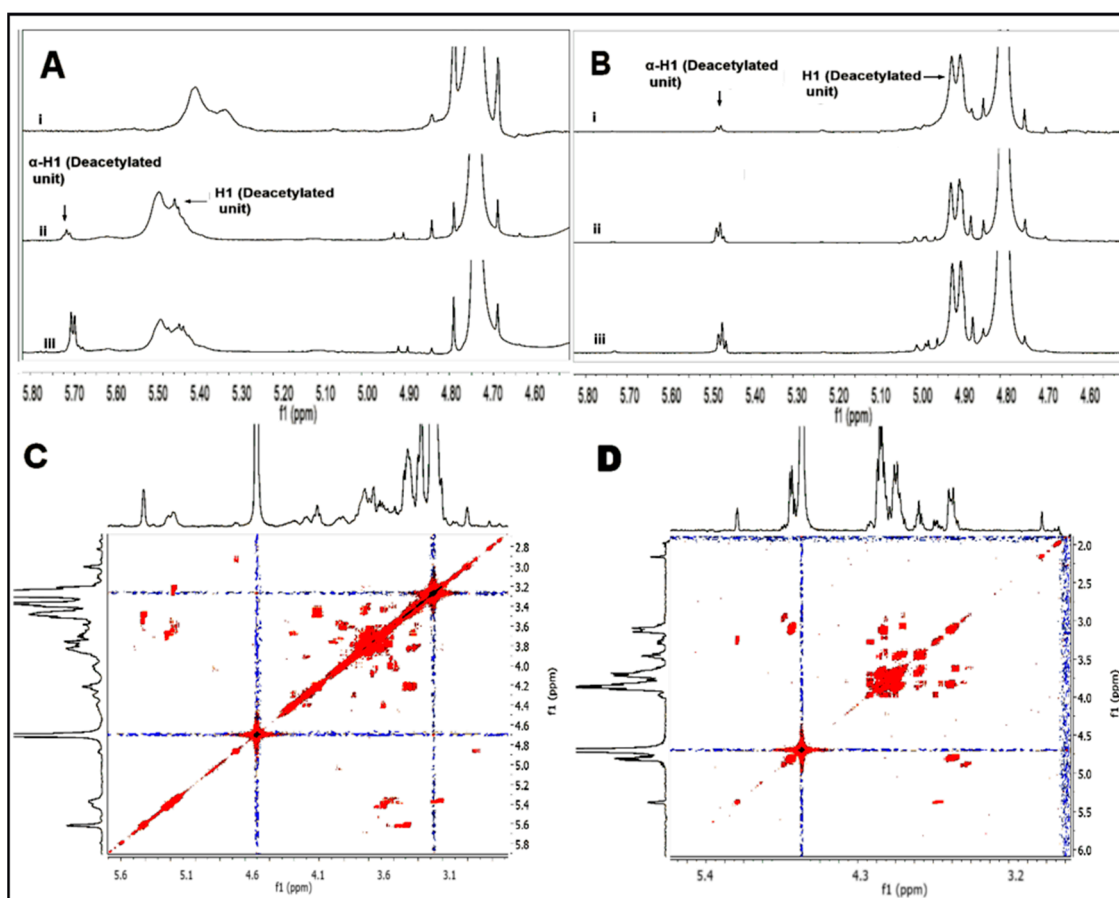 A
i
α-H1 (Deacetylated
unit)
H1 (Deacetylated
unit)
ii
iii
5.80 5.70 5.60 5.50 5.40 5.30 5.20 5.10 5.00 4.90 4.80 4.70
f1 (ppm)
B
α-H1 (Deacetylated
unit)
H1 (Deacetylated
unit)
i
ii
iii
5.80 5.70 5.60 5.50 5.40 5.30 5.20 5.10 5.00 4.90 4.80 4.70
f1 (ppm)
C
2.8
3.0
3.2
3.4
3.6
3.8
4.0
4.2
4.4
4.6
4.8
5.0
5.2
5.4
5.6
5.8
f1 (ppm)
5.6 5.1 4.6 4.1 3.6 3.1
f1 (ppm)
D
2.0
2.5
3.0
3.5
4.0
4.5
5.0
5.5
6.0
f1 (ppm)
5.4 4.3 3.2
f1 (ppm)